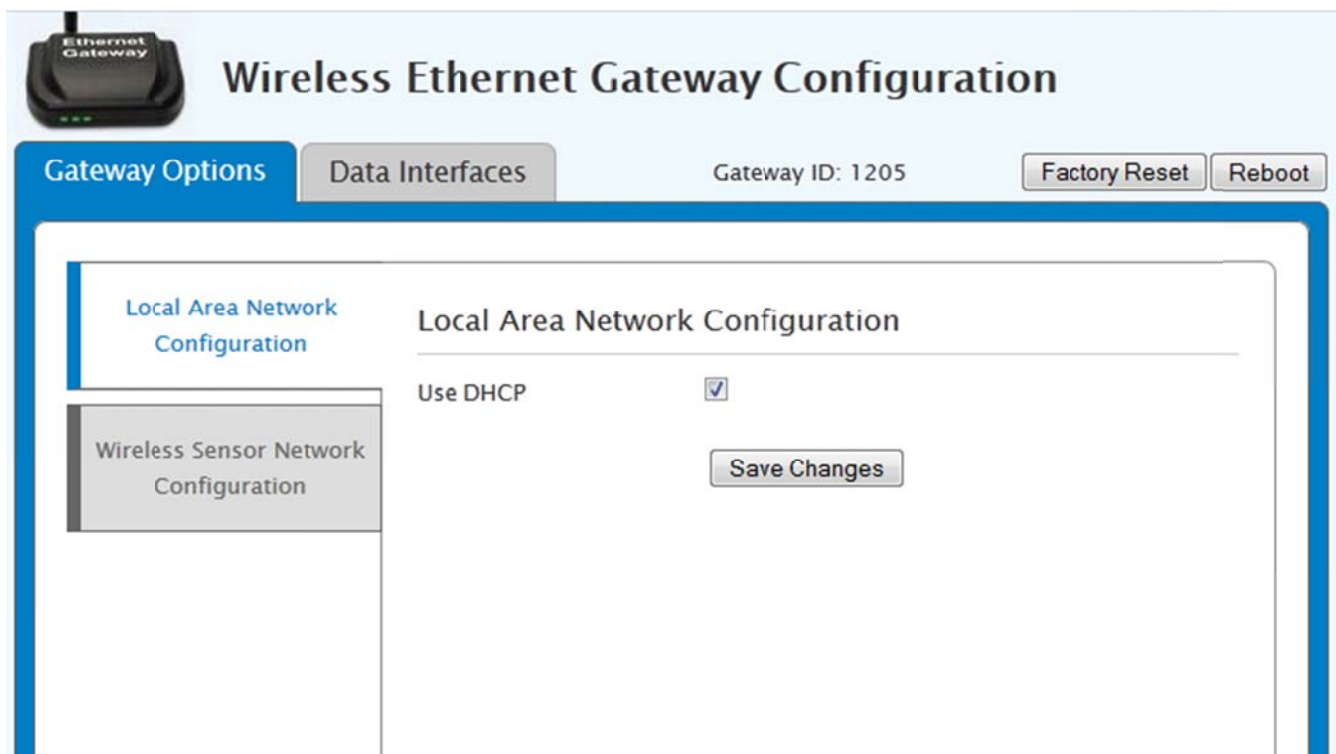 Ethernet
Gateway
Wireless Ethernet Gateway Configuration
Gateway Options
Data Interfaces
Gateway ID: 1205
Factory Reset
Reboot
Local Area Network
Configuration
Wireless Sensor Network
Configuration
Local Area Network Configuration
Use DHCP
Save Changes